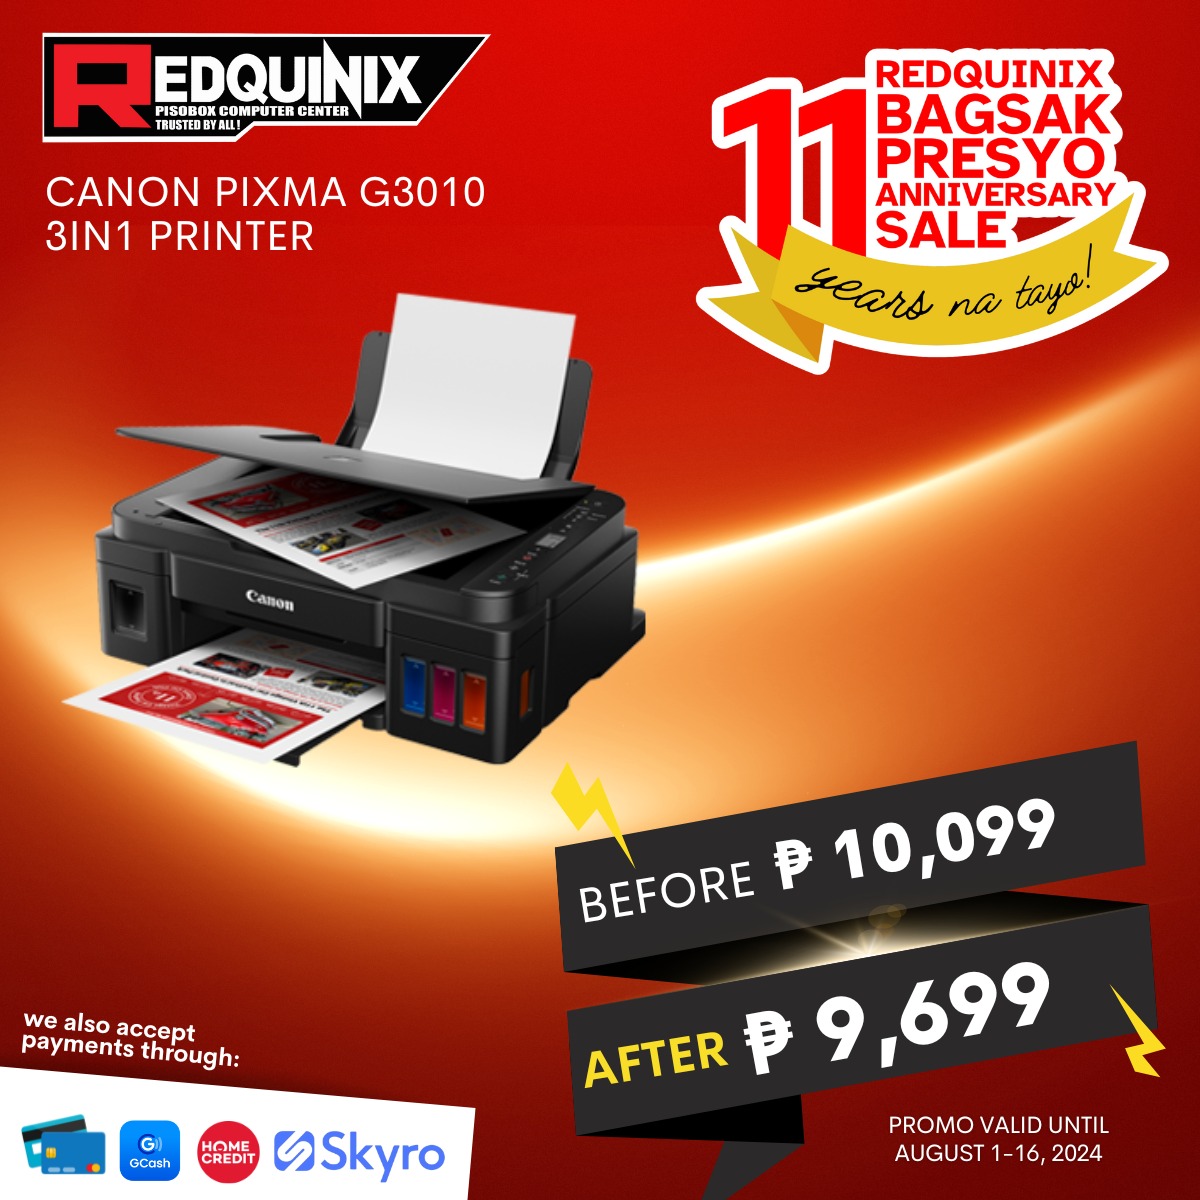 REDQUINIX
PISOBOX COMPUTER CENTER
TRUSTED BY ALL!
CANON PIXMA G3010
3IN1 PRINTER
11
REDQUINIX
BAGSAK
PRESYO
ANNIVERSARY
SALE
years na tayo!
Canon
BEFORE ₱ 10,099
AFTER ₱ 9,699
we also accept
payments through:
GCash
HOME
CREDIT
Skyro
PROMO VALID UNTIL
AUGUST 1-16, 2024